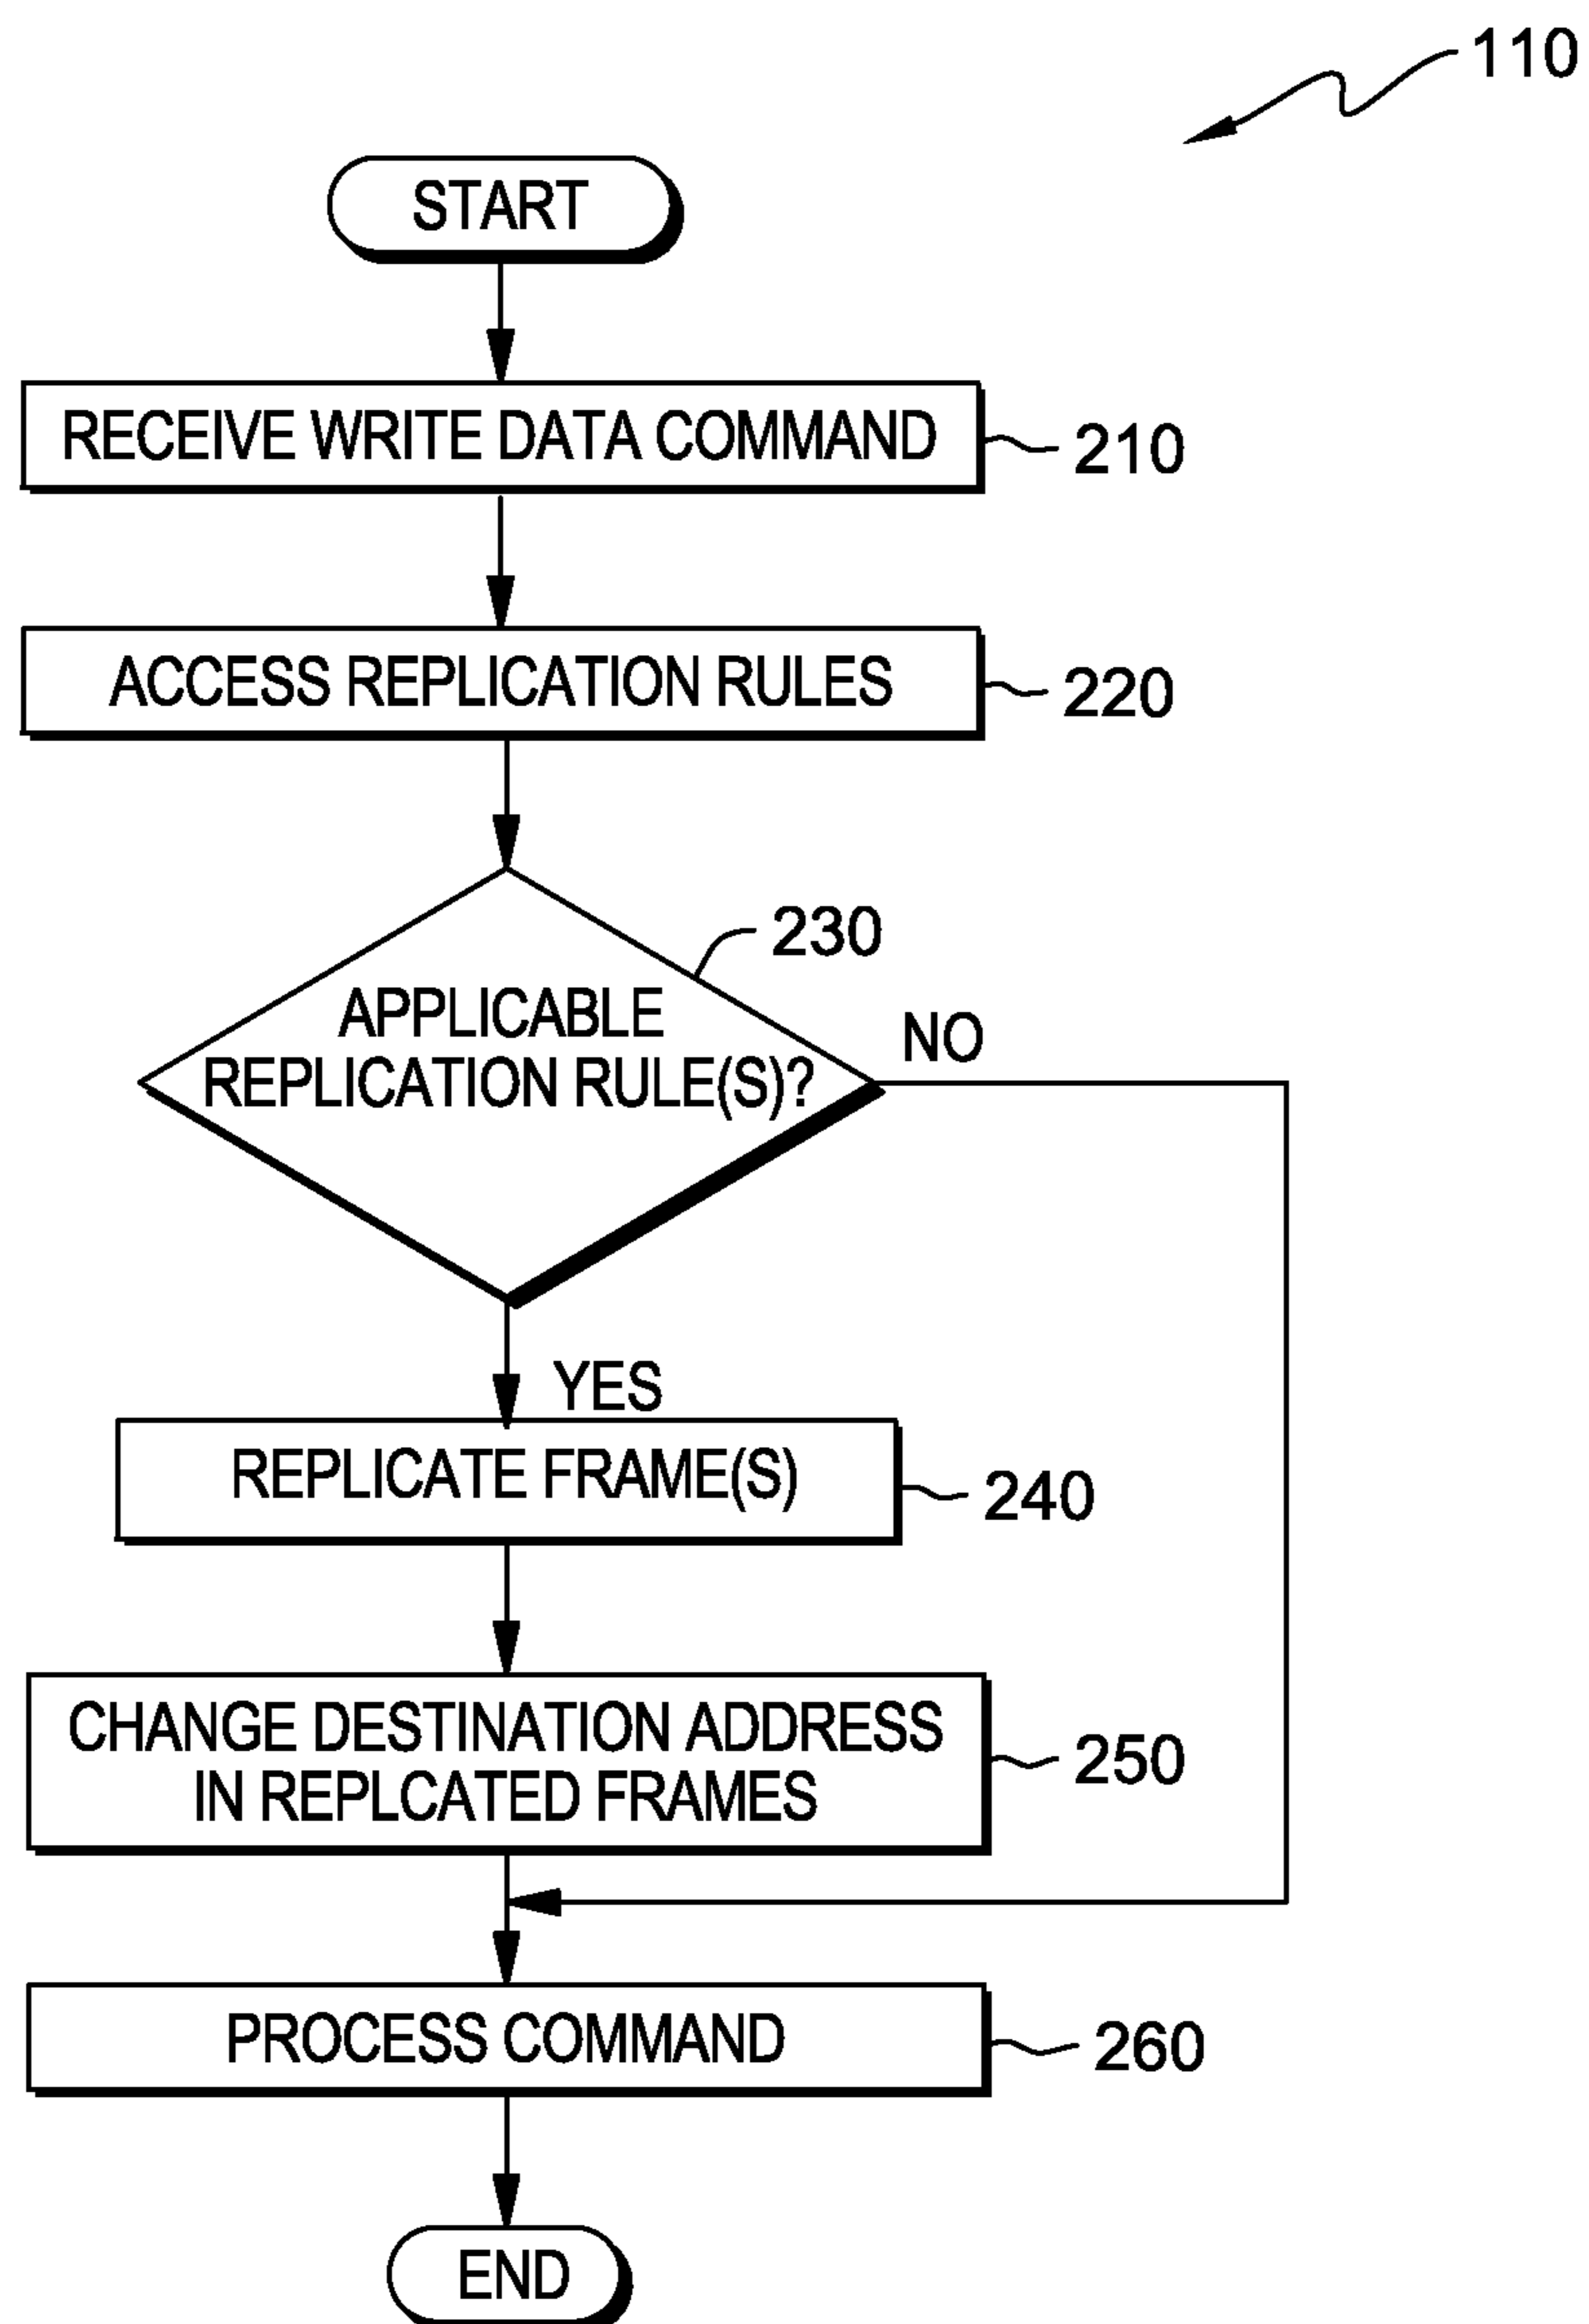 110
START
RECEIVE WRITE DATA COMMAND
210
ACCESS REPLICATION RULES
220
230
APPLICABLE
REPLICATION RULE(S)?
NO
YES
REPLICATE FRAME(S)
240
CHANGE DESTINATION ADDRESS
IN REPLCATED FRAMES
250
PROCESS COMMAND
260
END